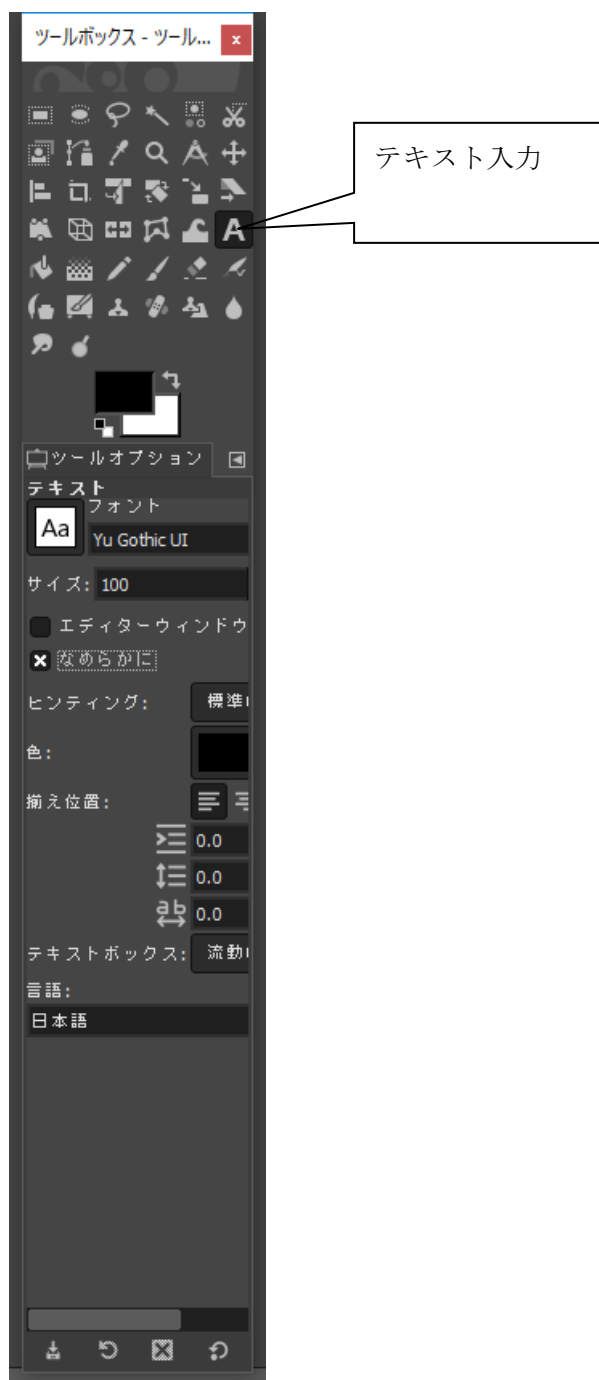 ツールボックス - ツール...
テキスト入力
ツールオプション
テキスト
フォント
Aa
Yu Gothic UI
サイズ: 100
エディターウィンドウ
なめらかに
ヒンティング: 標準
色:
揃え位置:
0.0
0.0
ab
0.0
テキストボックス: 流動
言語:
日本語